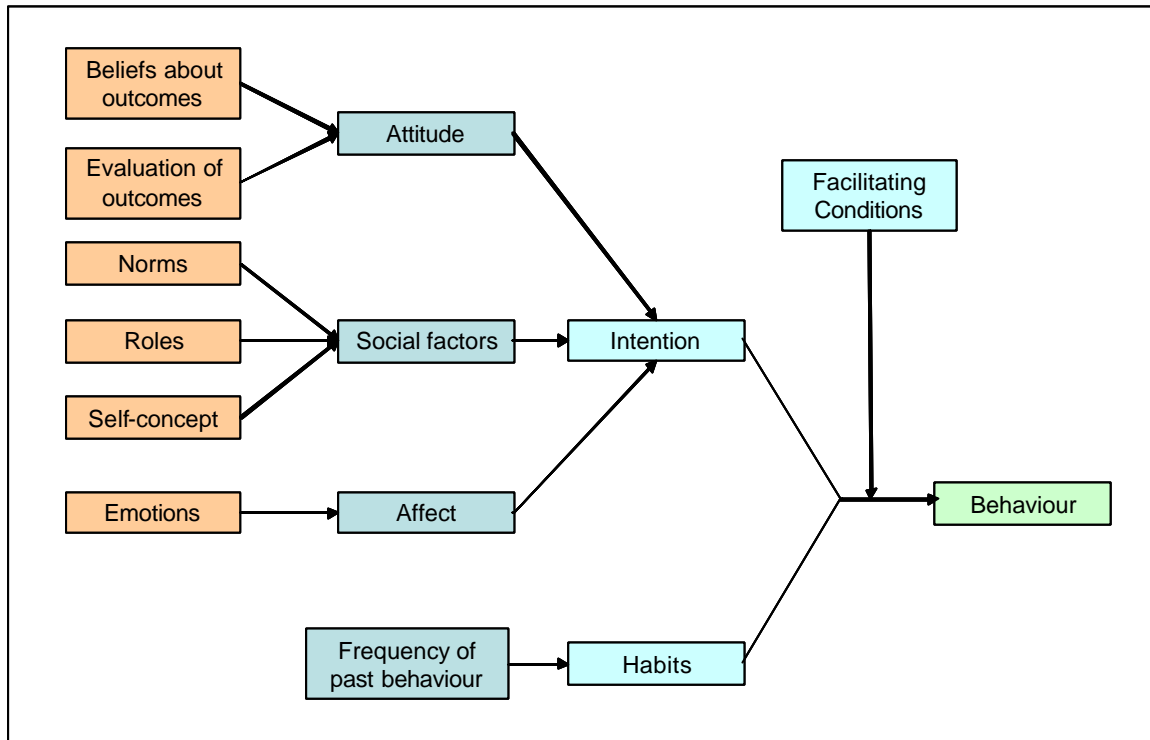 Beliefs about
outcomes
Attitude
Evaluation of
outcomes
Facilitating
Conditions
Norms
Roles
Social factors
Intention
Self-concept
Emotions
Affect
Behaviour
Frequency of
past behaviour
Habits